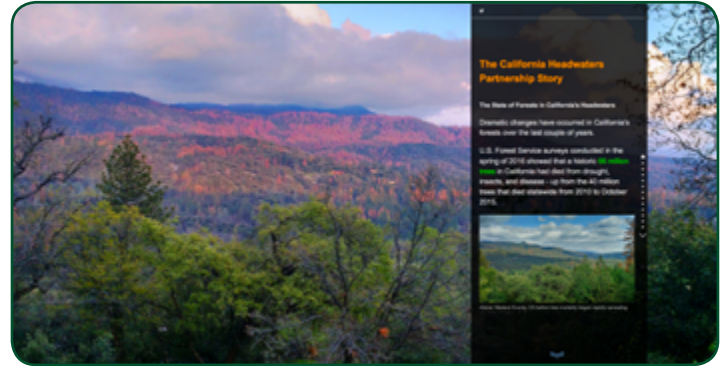 The California Headwaters
Partnership Story
The State of Forests in California's Headwaters
Dramatic changes have occurred in California's
forests over the last couple of years.
U.S. Forest Service surveys conducted in the
spring of 2016 showed that a historic 66 million
trees in California had died from drought,
insects, and disease - up from the 40 million
trees that died statewide from 2010 to October
2015.